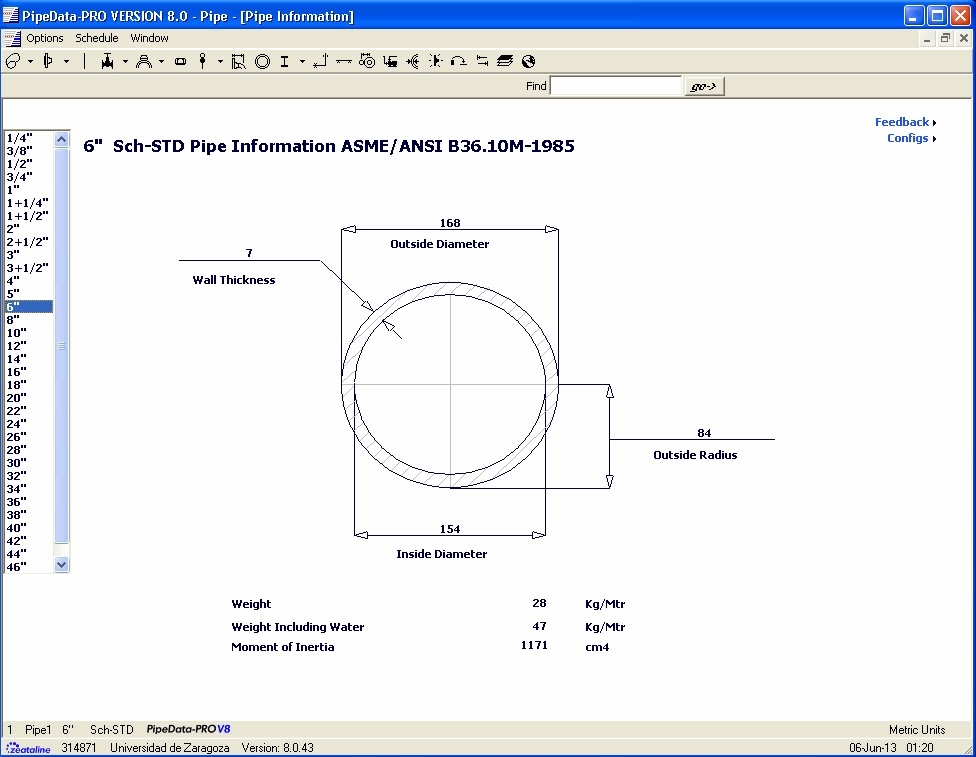 PipeData-PRO VERSION 8.0 - Pipe - [Pipe Information]
Options Schedule Window
Find go->
Feedback
Configs
6" Sch-STD Pipe Information ASME/ANSI B36.10M-1985
1/4"
3/8"
1/2"
3/4"
1"
1+1/4"
1+1/2"
2"
2+1/2"
3"
3+1/2"
4"
5"
6"
8"
10"
12"
14"
16"
18"
20"
22"
24"
26"
28"
30"
32"
34"
36"
38"
40"
42"
44"
46"
168
Outside Diameter
7
Wall Thickness
84
Outside Radius
154
Inside Diameter
Weight 28 Kg/Mtr
Weight Including Water 47 Kg/Mtr
Moment of Inertia 1171 cm4
1 Pipe1 6" Sch-STD PipeData-PRO V8 Metric Units
zeataline 314871 Universidad de Zaragoza Version: 8.0.43 06-Jun-13 01:20